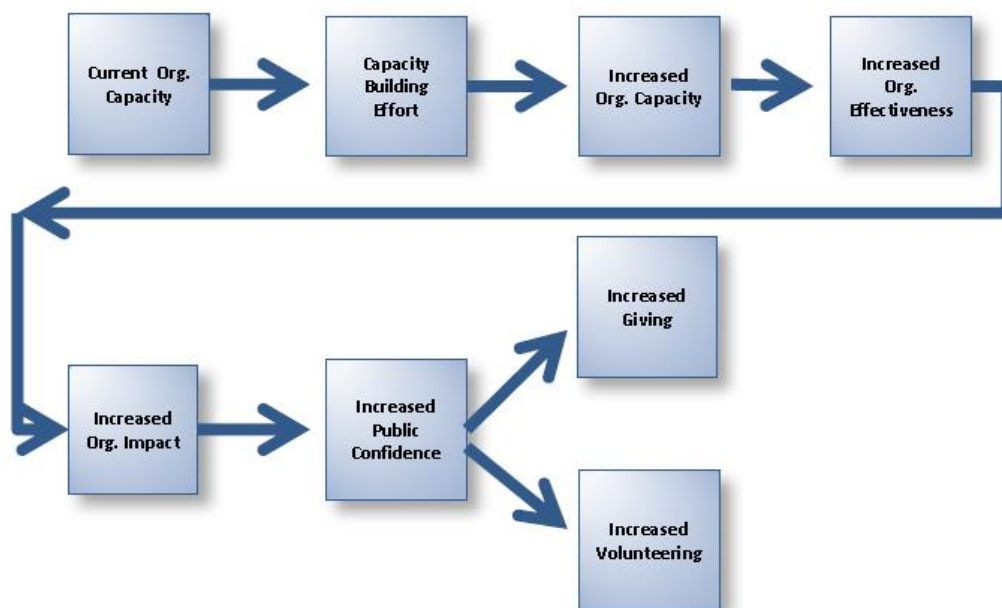 Current Org.
Capacity
Capacity
Building
Effort
Increased
Org. Capacity
Increased
Org.
Effectiveness
Increased
Org. Impact
Increased
Public
Confidence
Increased
Giving
Increased
Volunteering